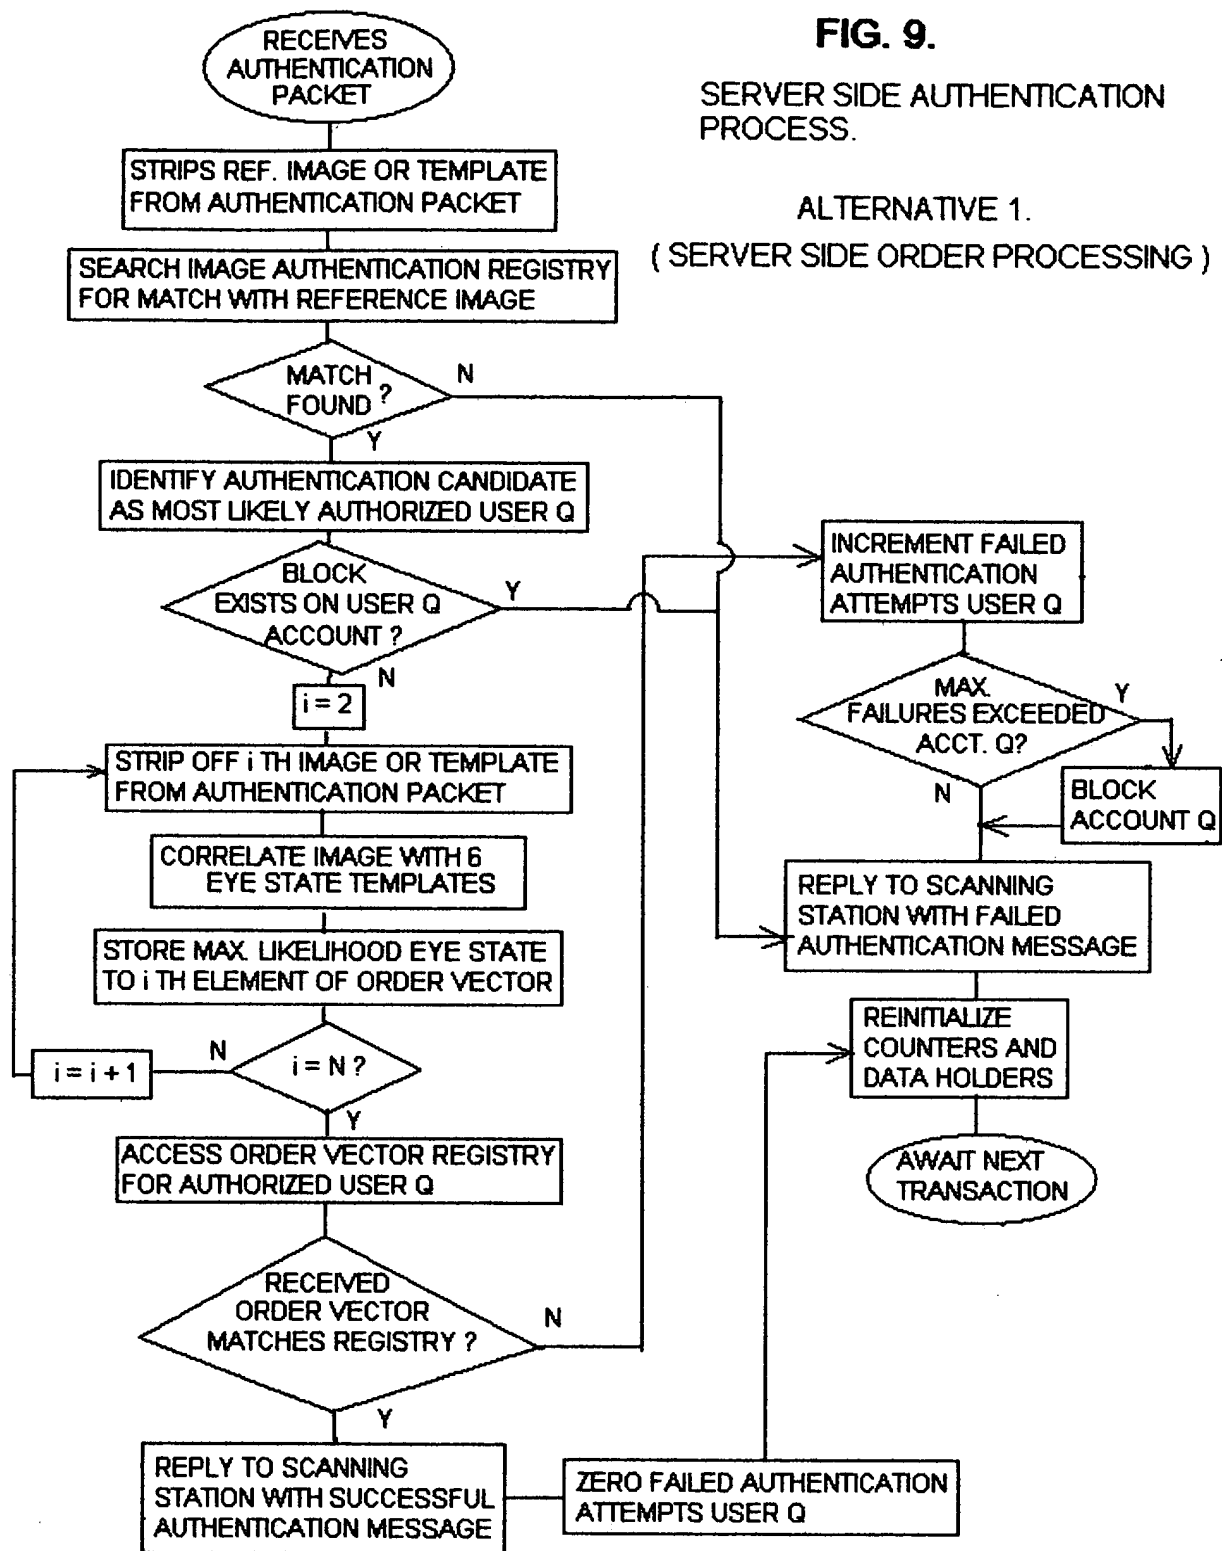 FIG. 9.
SERVER SIDE AUTHENTICATION
PROCESS.
ALTERNATIVE 1.
( SERVER SIDE ORDER PROCESSING )
RECEIVES
AUTHENTICATION
PACKET
STRIPS REF. IMAGE OR TEMPLATE
FROM AUTHENTICATION PACKET
SEARCH IMAGE AUTHENTICATION REGISTRY
FOR MATCH WITH REFERENCE IMAGE
MATCH
FOUND ?
N
Y
IDENTIFY AUTHENTICATION CANDIDATE
AS MOST LIKELY AUTHORIZED USER Q
BLOCK
EXISTS ON USER Q
ACCOUNT ?
Y
N
i = 2
STRIP OFF i TH IMAGE OR TEMPLATE
FROM AUTHENTICATION PACKET
CORRELATE IMAGE WITH 6
EYE STATE TEMPLATES
STORE MAX. LIKELIHOOD EYE STATE
TO i TH ELEMENT OF ORDER VECTOR
i = N ?
N
i = i + 1
Y
ACCESS ORDER VECTOR REGISTRY
FOR AUTHORIZED USER Q
RECEIVED
ORDER VECTOR
MATCHES REGISTRY ?
N
Y
REPLY TO SCANNING
STATION WITH SUCCESSFUL
AUTHENTICATION MESSAGE
ZERO FAILED AUTHENTICATION
ATTEMPTS USER Q
INCREMENT FAILED
AUTHENTICATION
ATTEMPTS USER Q
MAX.
FAILURES EXCEEDED
ACCT. Q?
Y
N
BLOCK
ACCOUNT Q
REPLY TO SCANNING
STATION WITH FAILED
AUTHENTICATION MESSAGE
REINITIALIZE
COUNTERS AND
DATA HOLDERS
AWAIT NEXT
TRANSACTION